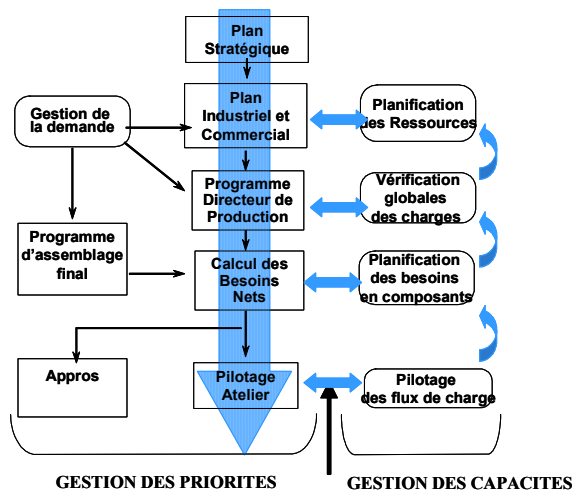 Plan
Stratégique
Plan
Industriel et
Commercial
Gestion de
la demande
Planification
des Ressources
Programme
Directeur de
Production
Vérification
globales
des charges
Programme
d'assemblage
final
Calcul des
Besoins
Nets
Planification
des besoins
en composants
Appros
Pilotage
Atelier
Pilotage
des flux de charge
GESTION DES PRIORITES
GESTION DES CAPACITES